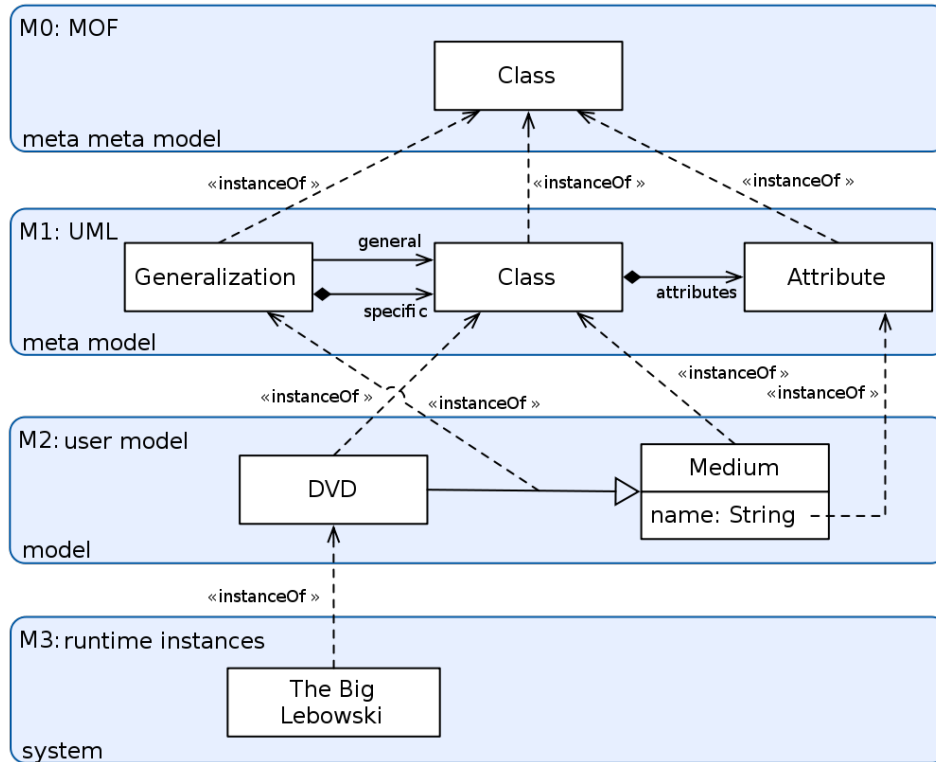 M0: MOF
Class
meta meta model
«instanceOf »
«instanceOf »
«instanceOf »
M1: UML
general
Generalization
Class
Attribute
specific
attributes
meta model
«instanceOf »
«instanceOf »
«instanceOf »
«instanceOf »
M2: user model
Medium
DVD
name: String
model
«instanceOf »
M3: runtime instances
The Big
Lebowski
system